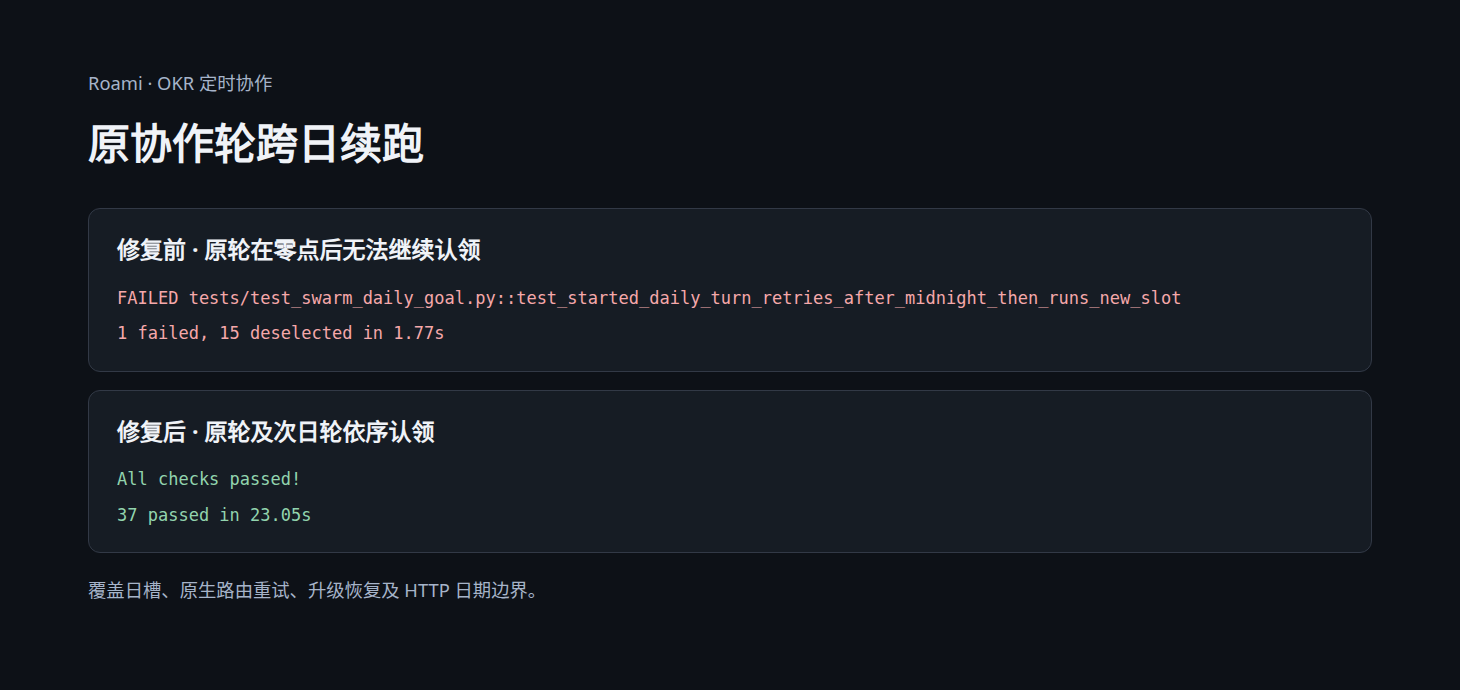 Roami · OKR 定时协作
原协作轮跨日续跑
修复前 · 原轮在零点后无法继续认领
FAILED tests/test_swarm_daily_goal.py::test_started_daily_turn_retries_after_midnight_then_runs_new_slot
1 failed, 15 deselected in 1.77s
修复后 · 原轮及次日轮依序认领
All checks passed!
37 passed in 23.05s
覆盖日槽、原生路由重试、升级恢复及 HTTP 日期边界。